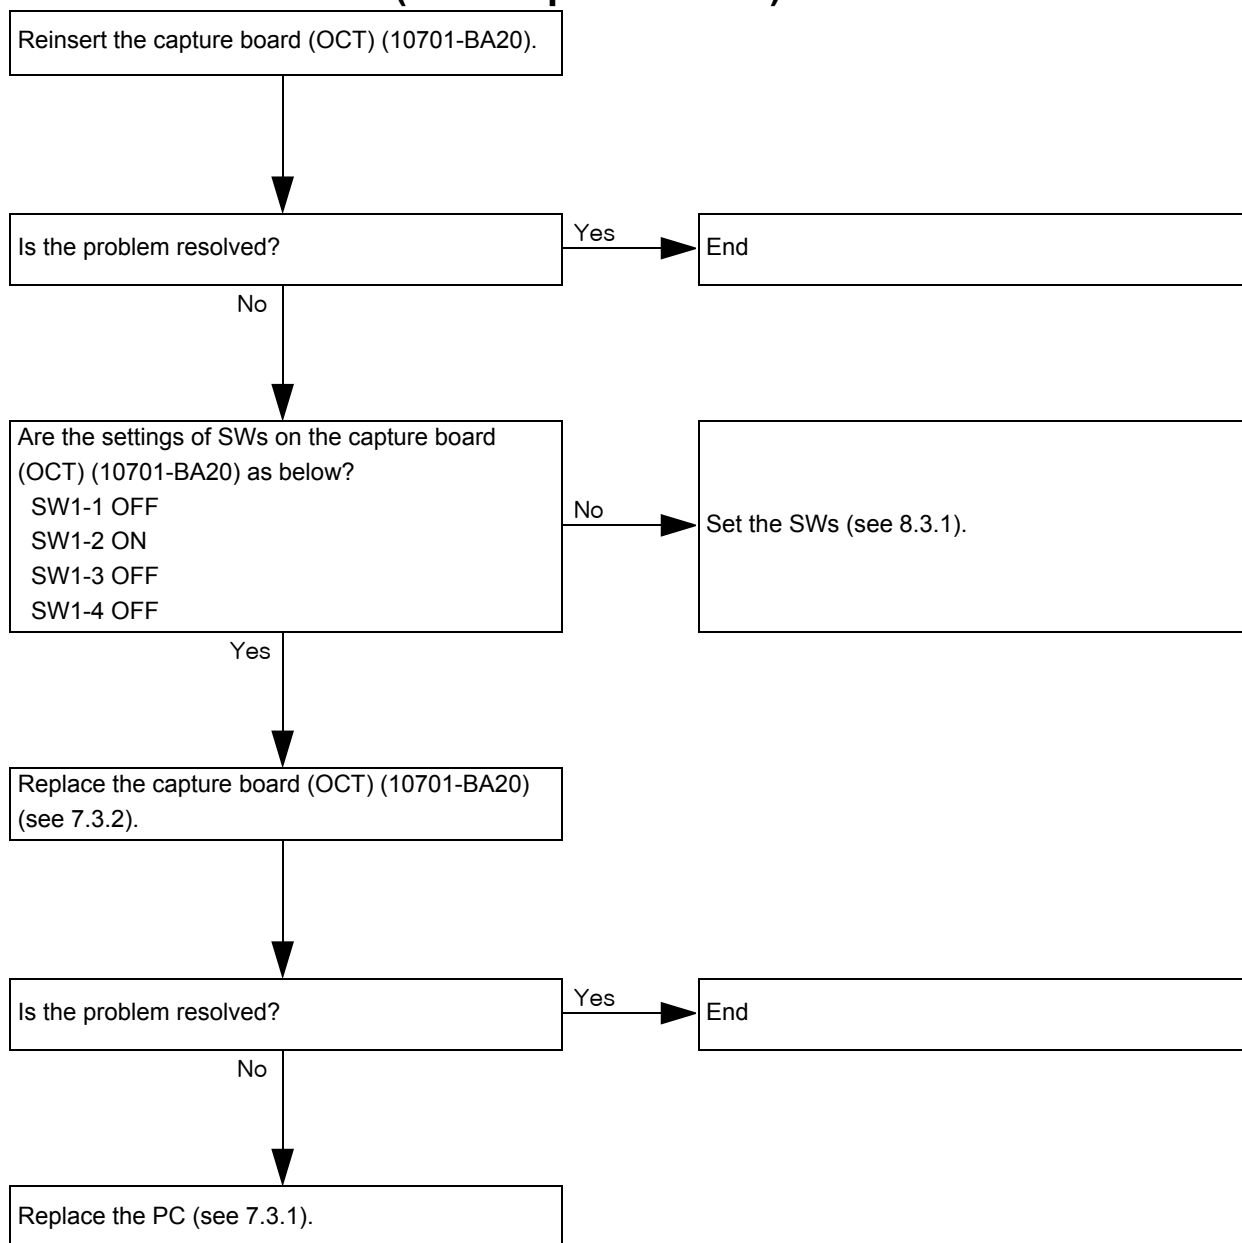 Reinsert the capture board (OCT) (10701-BA20).
Is the problem resolved?
Yes
End
No
Are the settings of SWs on the capture board
(OCT) (10701-BA20) as below?
SW1-1 OFF
SW1-2 ON
SW1-3 OFF
SW1-4 OFF
No
Set the SWs (see 8.3.1).
Yes
Replace the capture board (OCT) (10701-BA20)
(see 7.3.2).
Is the problem resolved?
Yes
End
No
Replace the PC (see 7.3.1).